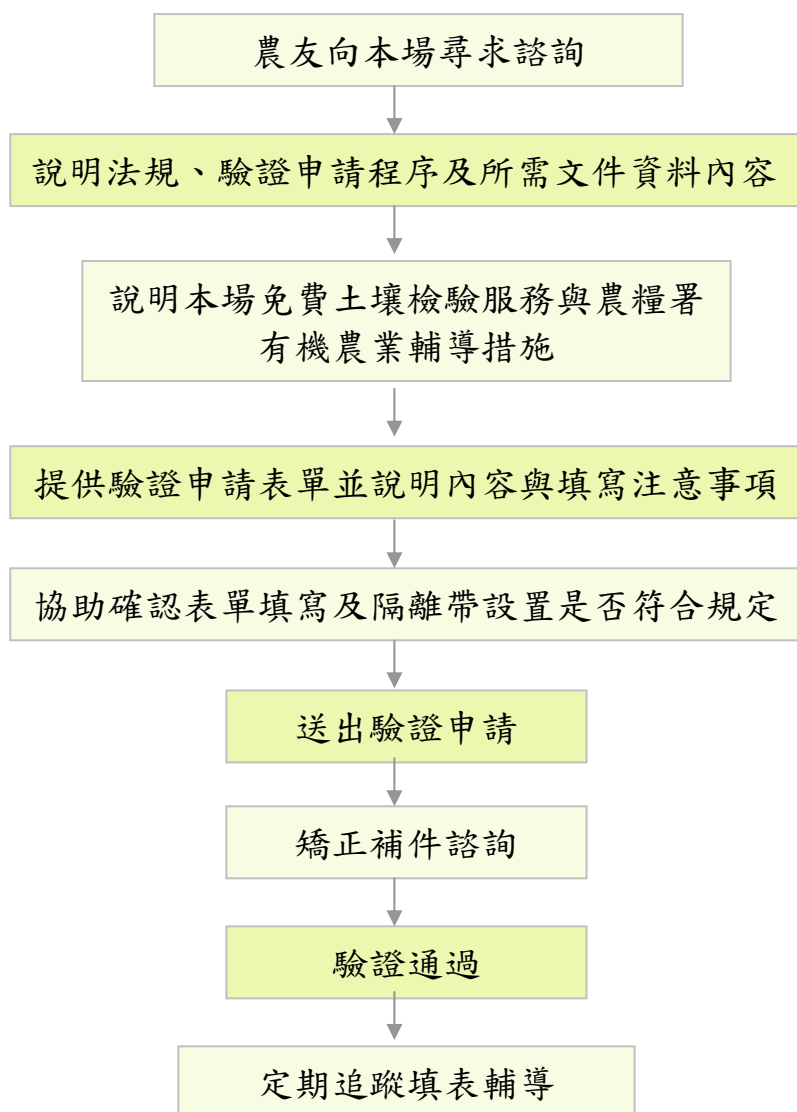 農友向本場尋求諮詢
說明法規、驗證申請程序及所需文件資料內容
說明本場免費土壤檢驗服務與農糧署
有機農業輔導措施
提供驗證申請表單並說明內容與填寫注意事項
協助確認表單填寫及隔離帶設置是否符合規定
送出驗證申請
矯正補件諮詢
驗證通過
定期追蹤填表輔導